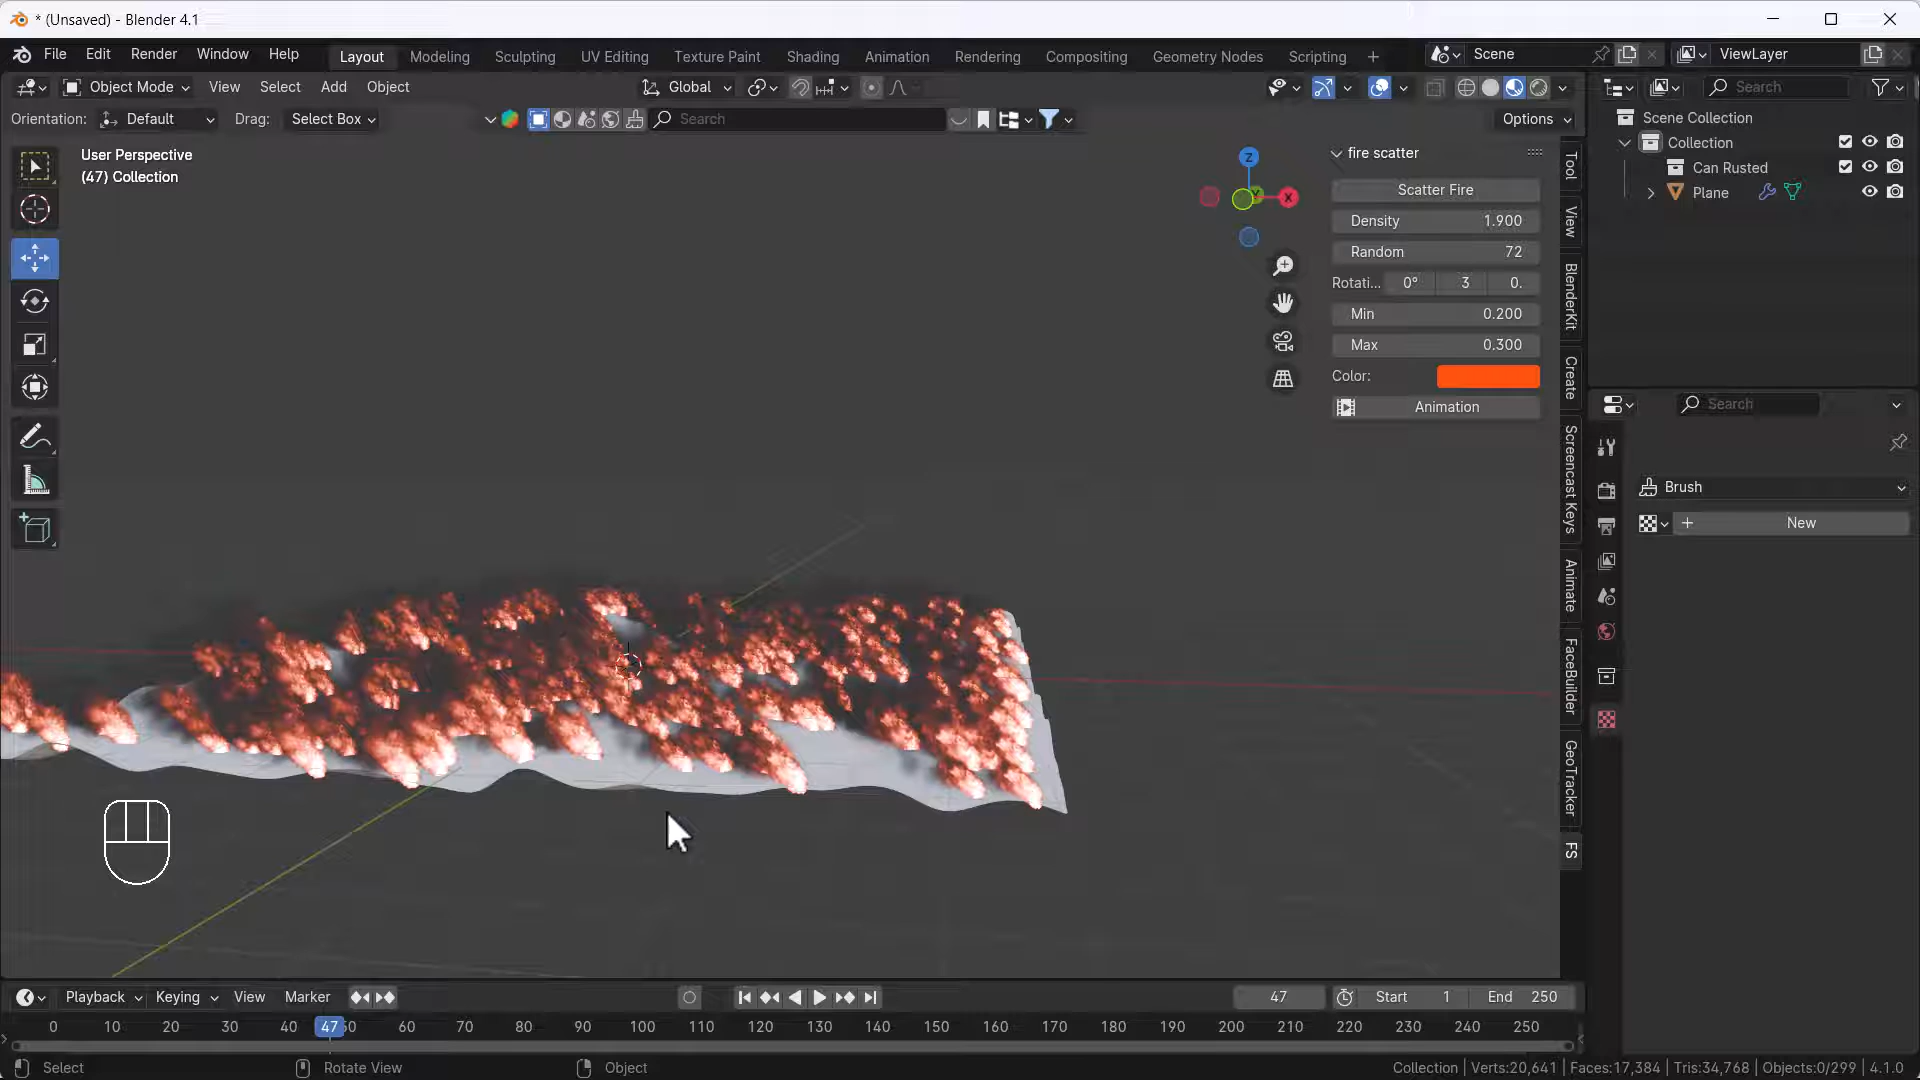 * (Unsaved) - Blender 4.1
File Edit Render Window Help Layout Modeling Sculpting UV Editing Texture Paint Shading Animation Rendering Compositing Geometry Nodes Scripting + Scene ViewLayer
Object Mode View Select Add Object Global Search
Orientation: Default Drag: Select Box Search Options
User Perspective
(47) Collection
Z
X
Y
fire scatter
Scatter Fire
Density 1.900
Random 72
Rotati... 0° 3 0.
Min 0.200
Max 0.300
Color:
Animation
Tool
View
BlenderKit
Create
Screencast Keys
Animate
FaceBuilder
GeoTracker
FS
Scene Collection
Collection
Can Rusted
Plane
Search
Brush
+ New
Playback Keying View Marker 47 Start 1 End 250
0 10 20 30 40 47 50 60 70 80 90 100 110 120 130 140 150 160 170 180 190 200 210 220 230 240 250
Select Rotate View Object Collection | Verts:20,641 | Faces:17,384 | Tris:34,768 | Objects:0/299 | 4.1.0